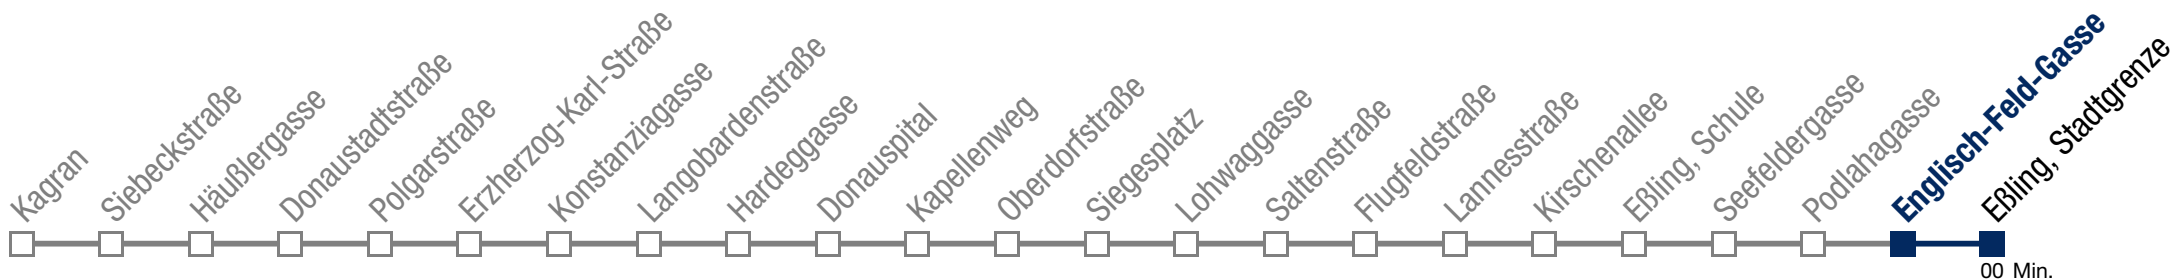 Kagran
Siebeckstraße
Häußlergasse
Donaustadtstraße
Polgarstraße
Erzherzog-Karl-Straße
Konstanziagasse
Langobardenstraße
Hardeggasse
Donauspital
Kapellenweg
Oberdorfstraße
Siegesplatz
Lohwaggasse
Saltenstraße
Flugfeldstraße
Lannesstraße
Kirschenallee
Eßling, Schule
Seefeldergasse
Podlahagasse
Englisch-Feld-Gasse
Eßling, Stadtgrenze
00 Min.